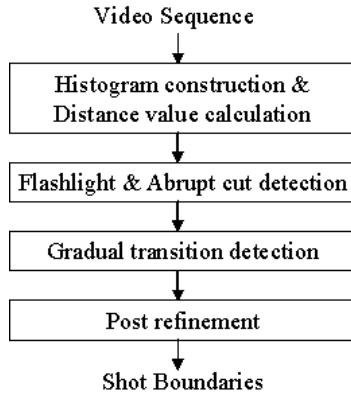 Video Sequence
Histogram construction &
Distance value calculation
Flashlight & Abrupt cut detection
Gradual transition detection
Post refinement
Shot Boundaries